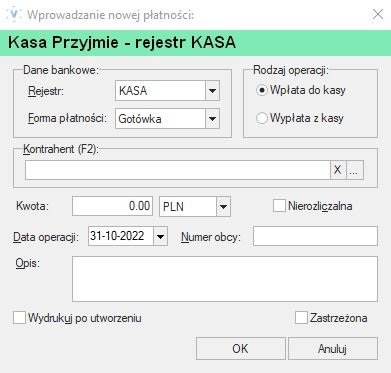 Wprowadzanie nowej płatności:
Kasa Przyjmie - rejestr KASA
Dane bankowe:
Rodzaj operacji:
Rejestr: KASA
Wpłata do kasy
Forma płatności: Gotówka
Wypłata z kasy
Kontrahent (F2):
X ...
Kwota: 0.00 PLN Nierozliczalna
Data operacji: 31-10-2022 Numer obcy:
Opis:
Wydrukuj po utworzeniu Zastrzeżona
OK Anuluj